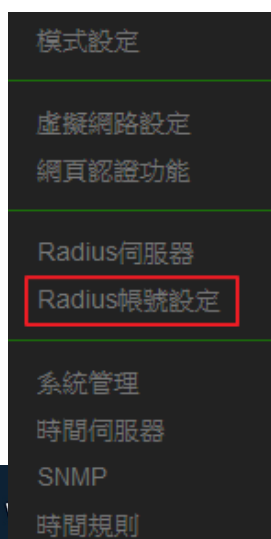 模式設定
虛擬網路設定
網頁認證功能
Radius伺服器
Radius帳號設定
系統管理
時間伺服器
SNMP
時間規則